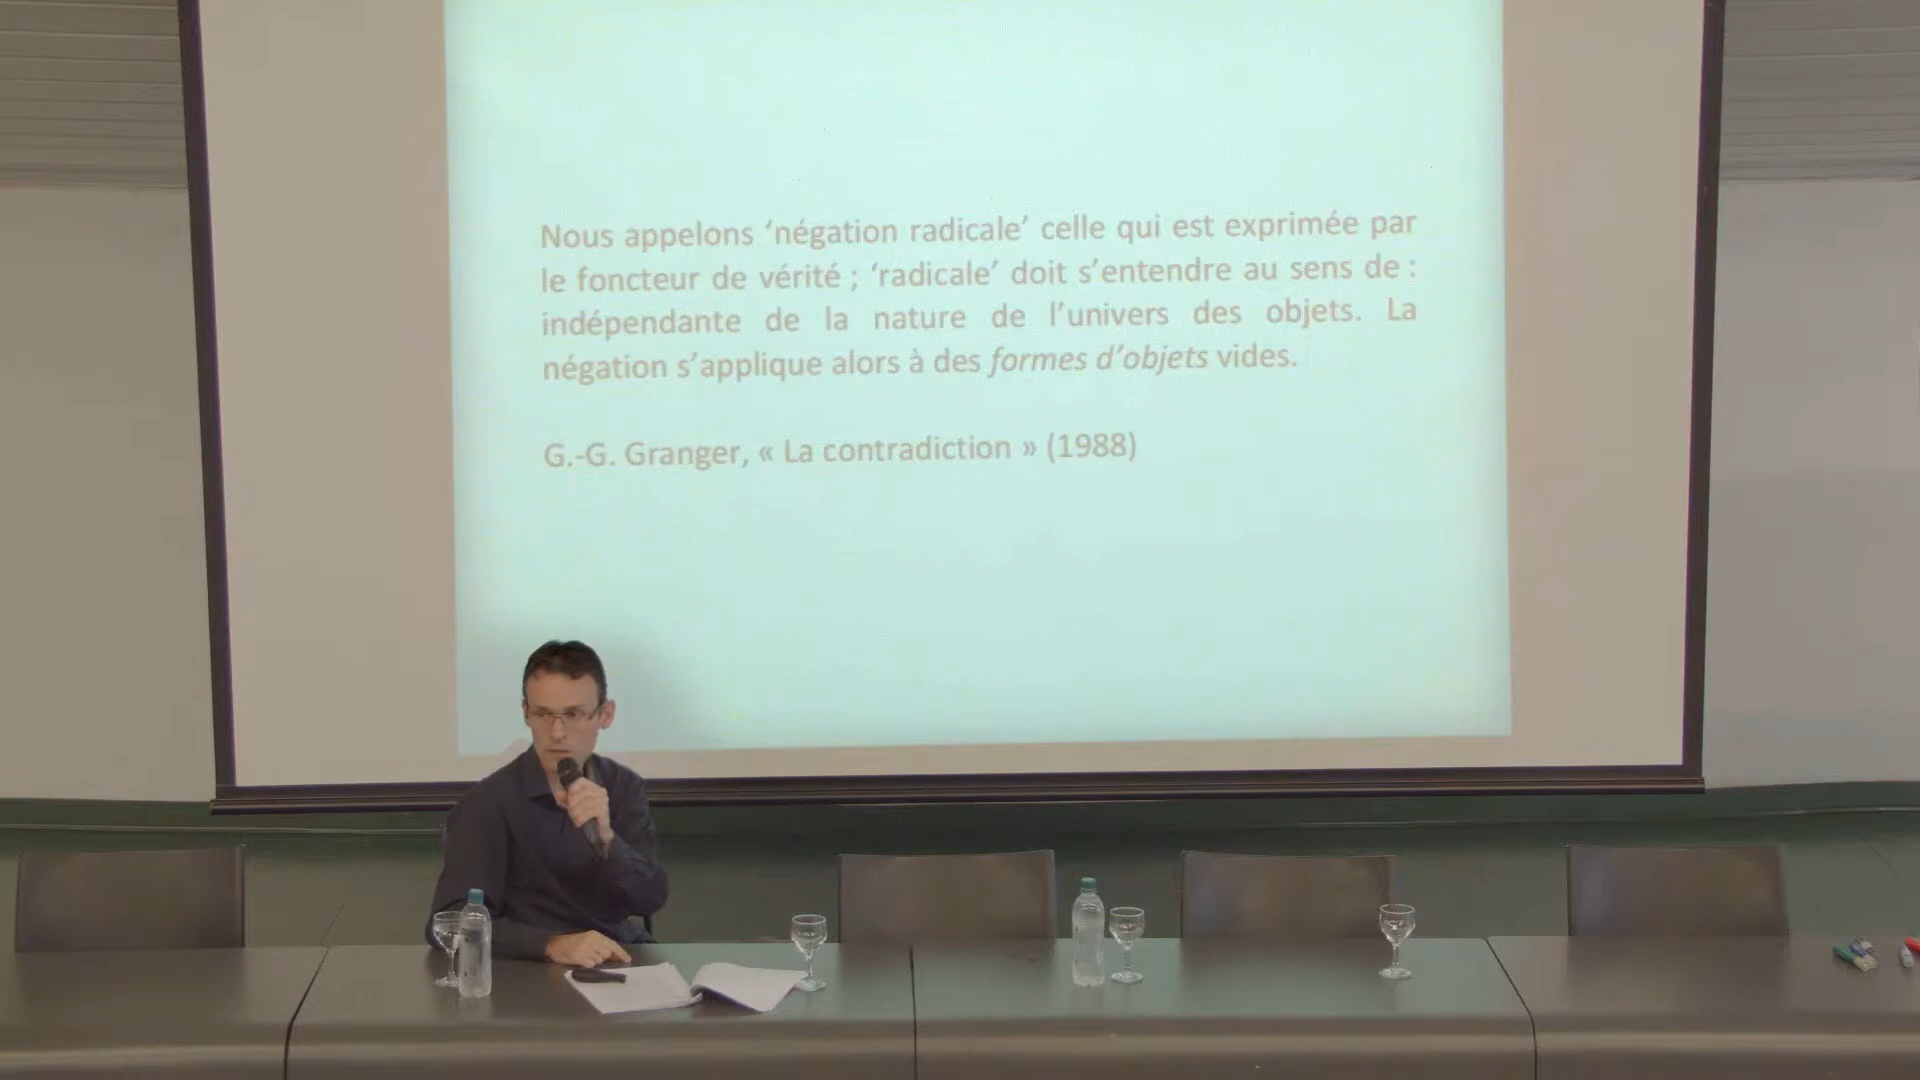 Nous appelons ‘négation radicale’ celle qui est exprimée par
le foncteur de vérité ; ‘radicale’ doit s’entendre au sens de :
indépendante de la nature de l’univers des objets. La
négation s’applique alors à des formes d’objets vides.
G.-G. Granger, « La contradiction » (1988)